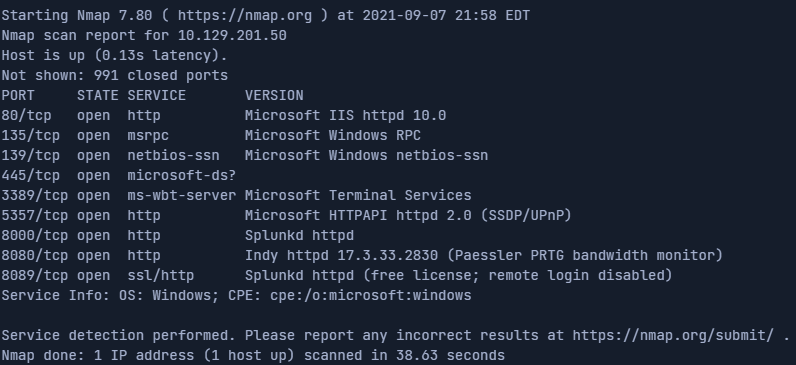 Starting Nmap 7.80 ( https://nmap.org ) at 2021-09-07 21:58 EDT
Nmap scan report for 10.129.201.50
Host is up (0.13s latency).
Not shown: 991 closed ports
PORT     STATE SERVICE       VERSION
80/tcp   open  http          Microsoft IIS httpd 10.0
135/tcp  open  msrpc         Microsoft Windows RPC
139/tcp  open  netbios-ssn   Microsoft Windows netbios-ssn
445/tcp  open  microsoft-ds?
3389/tcp open  ms-wbt-server Microsoft Terminal Services
5357/tcp open  http          Microsoft HTTPAPI httpd 2.0 (SSDP/UPnP)
8000/tcp open  http          Splunkd httpd
8080/tcp open  http          Indy httpd 17.3.33.2830 (Paessler PRTG bandwidth monitor)
8089/tcp open  ssl/http      Splunkd httpd (free license; remote login disabled)
Service Info: OS: Windows; CPE: cpe:/o:microsoft:windows

Service detection performed. Please report any incorrect results at https://nmap.org/submit/ .
Nmap done: 1 IP address (1 host up) scanned in 38.63 seconds